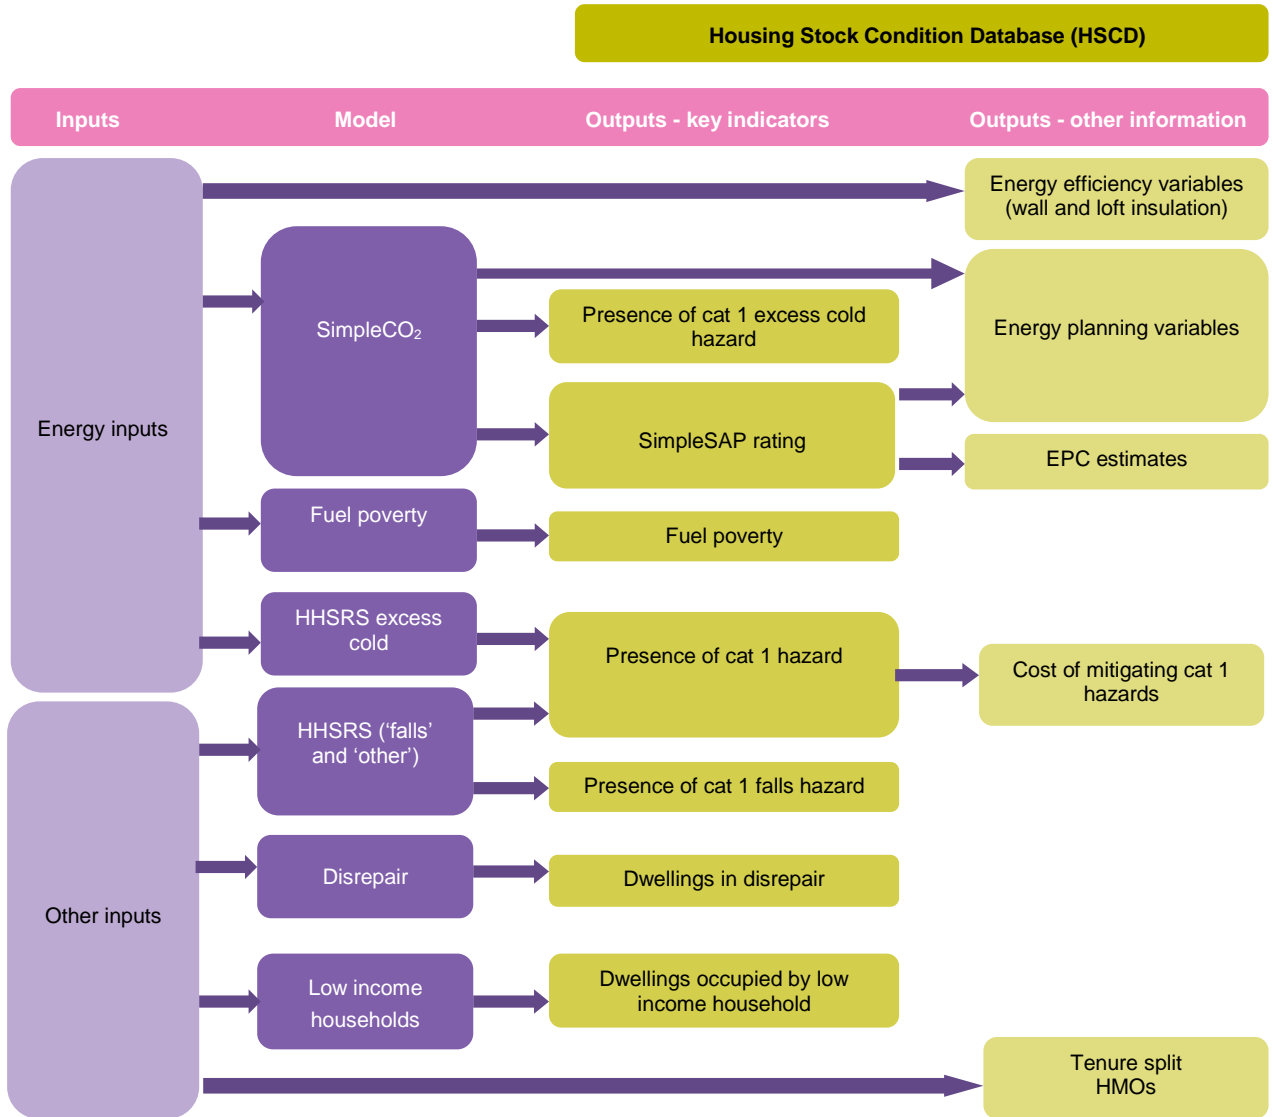 Housing Stock Condition Database (HSCD)
Inputs
Model
Outputs - key indicators
Outputs - other information
Energy inputs
Energy efficiency variables
(wall and loft insulation)
SimpleCO₂
Presence of cat 1 excess cold
hazard
Energy planning variables
SimpleSAP rating
EPC estimates
Fuel poverty
Fuel poverty
HHSRS excess
cold
Presence of cat 1 hazard
Cost of mitigating cat 1
hazards
Other inputs
HHSRS (‘falls’
and ‘other’)
Presence of cat 1 falls hazard
Disrepair
Dwellings in disrepair
Low income
households
Dwellings occupied by low
income household
Tenure split
HMOs